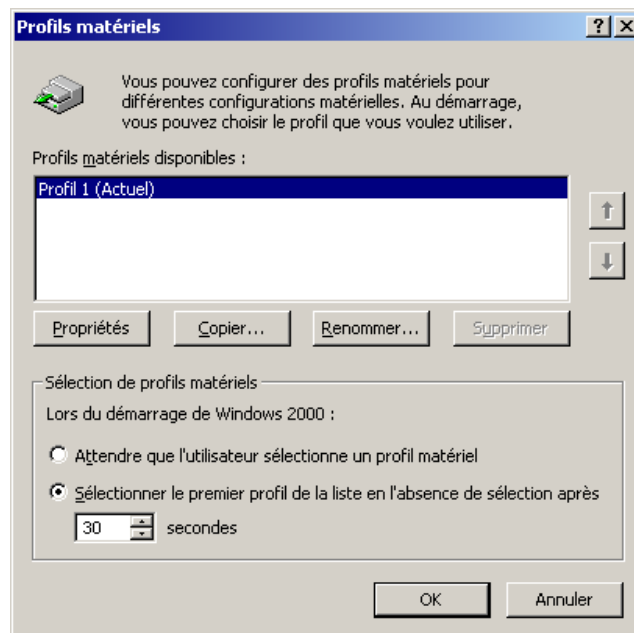 Profils matériels
Vous pouvez configurer des profils matériels pour
différentes configurations matérielles. Au démarrage,
vous pouvez choisir le profil que vous voulez utiliser.
Profils matériels disponibles :
Profil 1 (Actuel)
Propriétés Copier... Renommer... Supprimer
Sélection de profils matériels
Lors du démarrage de Windows 2000 :
Attendre que l'utilisateur sélectionne un profil matériel
Sélectionner le premier profil de la liste en l'absence de sélection après
30 secondes
OK Annuler